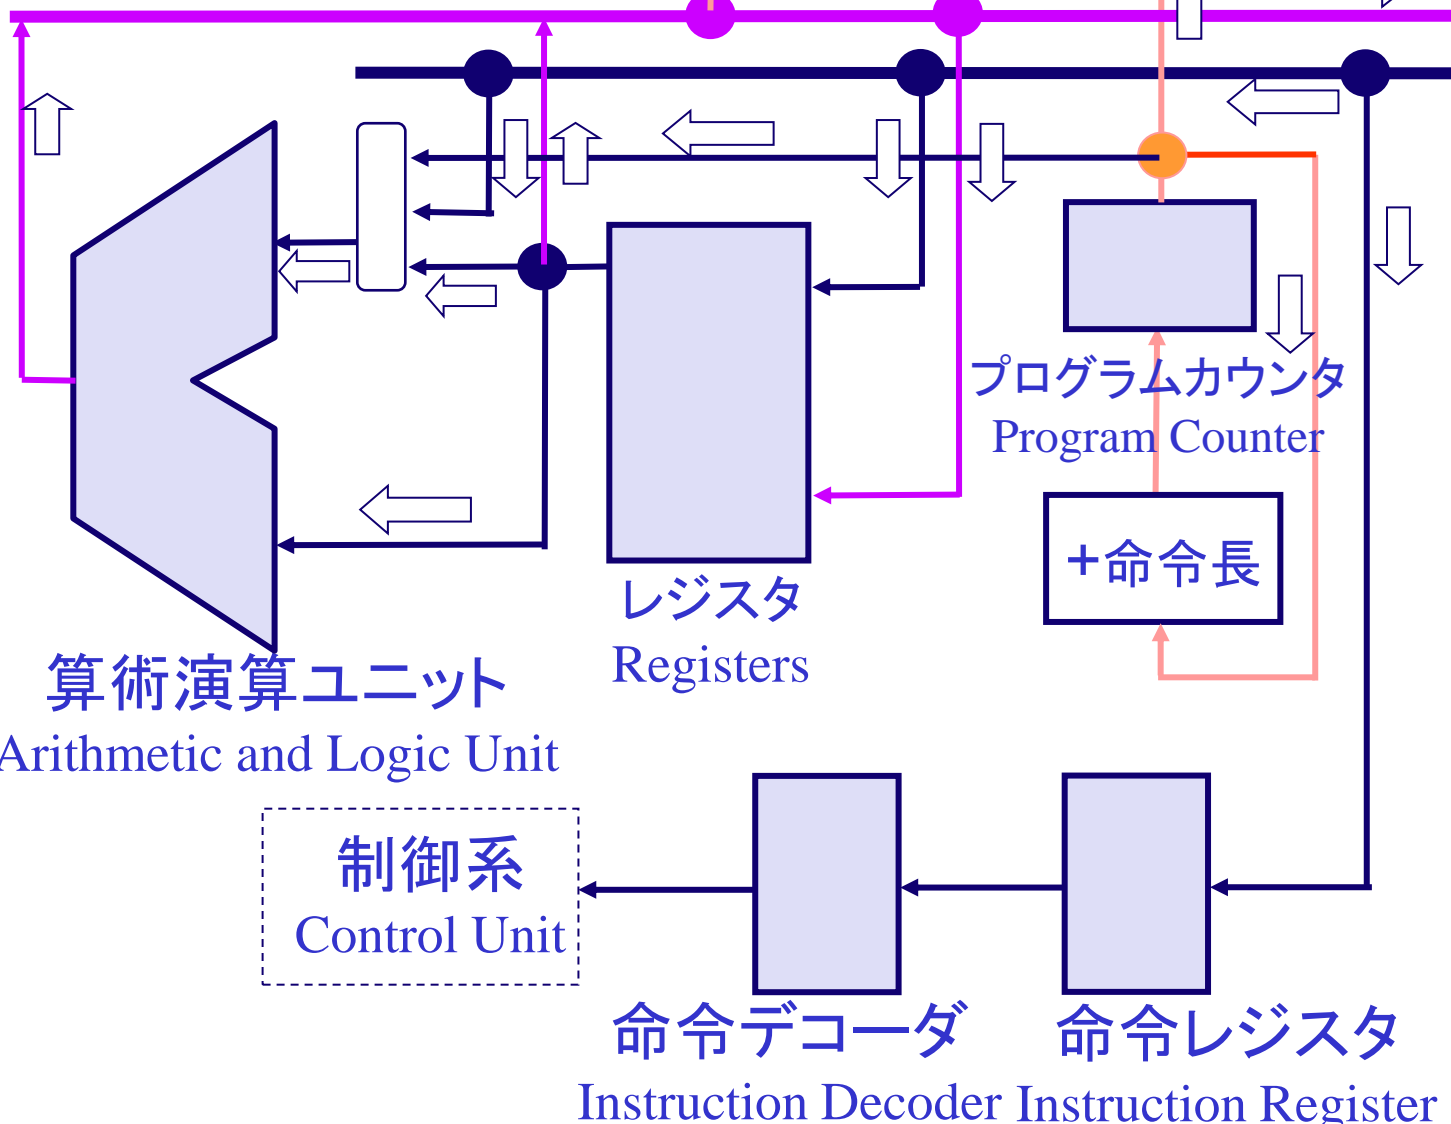 プログラムカウンタ
Program Counter
+命令長
レジスタ
Registers
算術演算ユニット
Arithmetic and Logic Unit
制御系
Control Unit
命令デコーダ
Instruction Decoder
命令レジスタ
Instruction Register